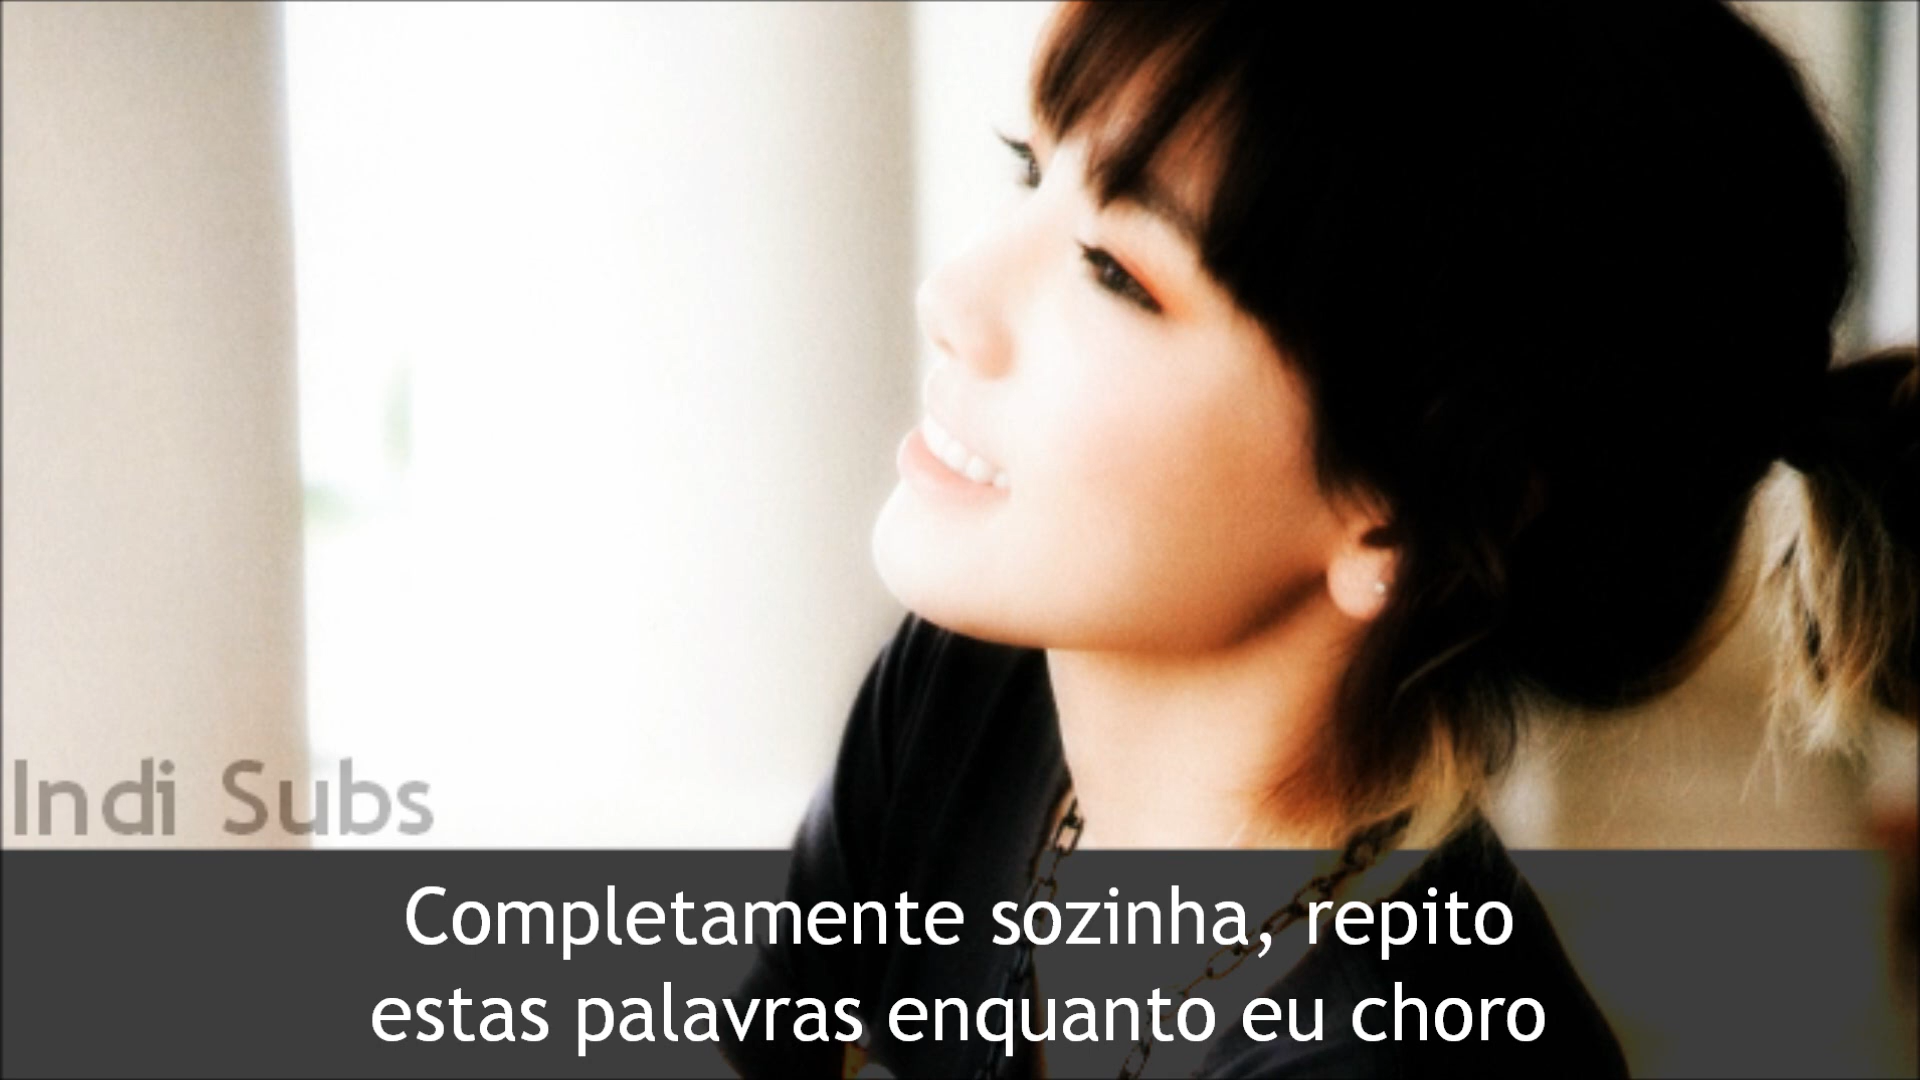 Indi Subs
Completamente sozinha, repito
estas palavras enquanto eu choro